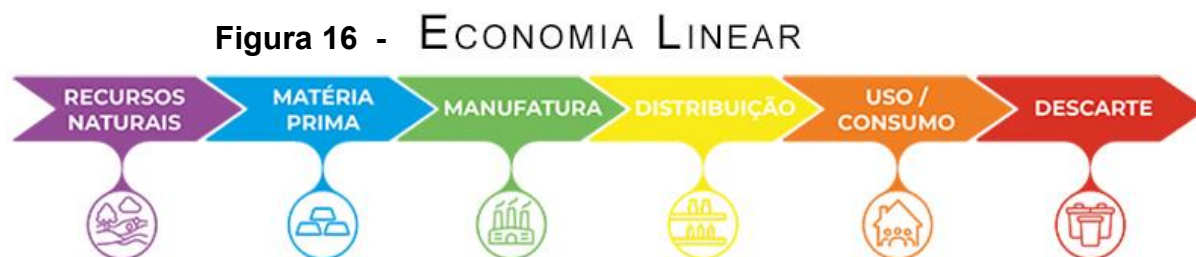 Figura 16 - ECONOMIA LINEAR
RECURSOS
NATURAIS
MATÉRIA
PRIMA
MANUFATURA
DISTRIBUIÇÃO
USO /
CONSUMO
DESCARTE